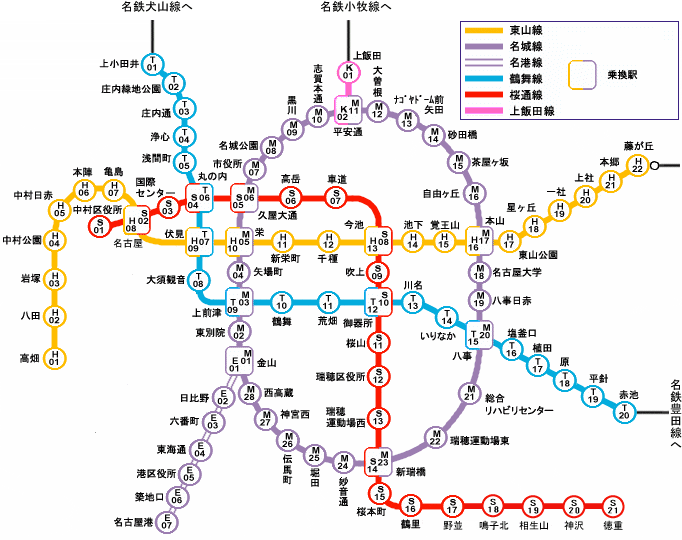 名鉄犬山線へ
名鉄小牧線へ
東山線
名城線
名港線
鶴舞線
桜通線
上飯田線
乗換駅
上小田井
T 01
庄内緑地公園
T 02
庄内通
T 03
浄心
T 04
浅間町
T 05
丸の内
S 04
T 06
上飯田
K 01
志賀本通
M 10
平安通
K 02
M 11
大曽根
M 12
ナゴヤドーム前
矢田
M 13
砂田橋
M 14
茶屋ヶ坂
M 15
自由ヶ丘
M 16
黒川
M 09
名城公園
M 08
市役所
M 07
久屋大通
S 05
M 06
高岳
S 06
車道
S 07
藤が丘
H 22
本郷
H 21
上社
H 20
一社
H 19
星ヶ丘
H 18
東山公園
H 17
本山
H 16
M 17
覚王山
H 15
池下
H 14
今池
H 13
S 08
千種
H 12
新栄町
H 11
栄
H 10
M 05
伏見
H 09
T 07
名古屋
H 08
S 02
国際
センター
S 03
中村区役所
S 01
亀島
H 07
本陣
H 06
中村日赤
H 05
中村公園
H 04
岩塚
H 03
八田
H 02
高畑
H 01
大須観音
T 08
矢場町
M 04
上前津
T 09
M 03
鶴舞
T 10
荒畑
T 11
御器所
T 12
S 10
吹上
S 09
川名
T 13
いりなか
T 14
八事
T 15
M 20
塩釜口
T 16
植田
T 17
原
T 18
平針
T 19
赤池
T 20
名鉄豊田線へ
名古屋大学
M 18
八事日赤
M 19
総合
リハビリセンター
M 21
瑞穂運動場東
M 22
新瑞橋
S 14
M 23
妙音通
M 24
堀田
M 25
伝馬町
M 26
神宮西
M 27
西高蔵
M 28
金山
E 01
M 01
東別院
M 02
日比野
E 02
六番町
E 03
東海通
E 04
港区役所
E 05
築地口
E 06
名古屋港
E 07
桜山
S 11
瑞穂区役所
S 12
瑞穂
運動場西
S 13
桜本町
S 15
鶴里
S 16
野並
S 17
鳴子北
S 18
相生山
S 19
神沢
S 20
徳重
S 21